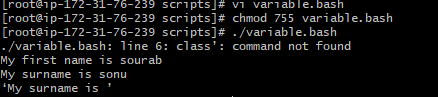 [root@ip-172-31-76-239 scripts]# vi variable.bash
[root@ip-172-31-76-239 scripts]# chmod 755 variable.bash
[root@ip-172-31-76-239 scripts]# ./variable.bash
./variable.bash: line 6: class’: command not found
My first name is sourab
My surname is sonu
‘My surname is ’